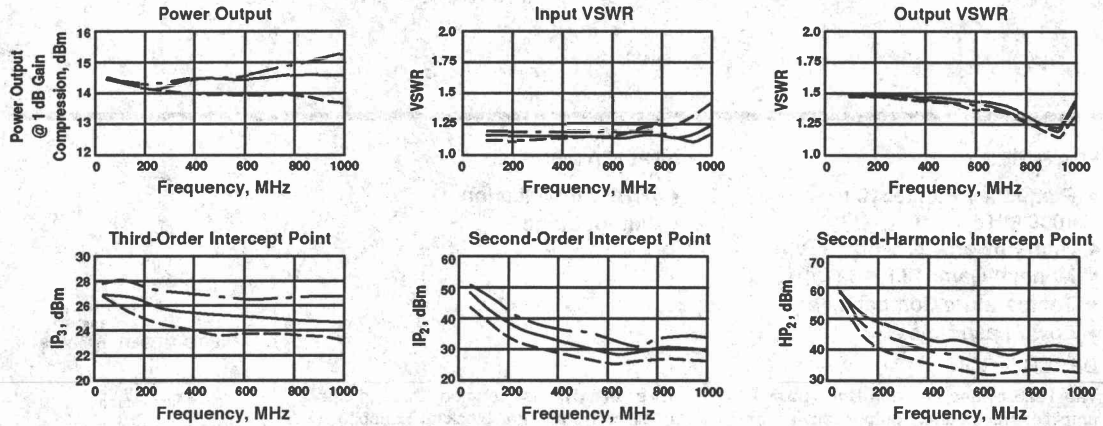 Power Output
Power Output
@ 1 dB Gain
Compression, dBm
16
15
14
13
12
0 200 400 600 800 1000
Frequency, MHz
Input VSWR
VSWR
2.0
1.75
1.5
1.25
1.0
0 200 400 600 800 1000
Frequency, MHz
Output VSWR
VSWR
2.0
1.75
1.5
1.25
1.0
0 200 400 600 800 1000
Frequency, MHz
Third-Order Intercept Point
IP3, dBm
30
28
26
24
22
20
0 200 400 600 800 1000
Frequency, MHz
Second-Order Intercept Point
IP2, dBm
60
50
40
30
20
0 200 400 600 800 1000
Frequency, MHz
Second-Harmonic Intercept Point
HP2, dBm
70
60
50
40
30
0 200 400 600 800 1000
Frequency, MHz